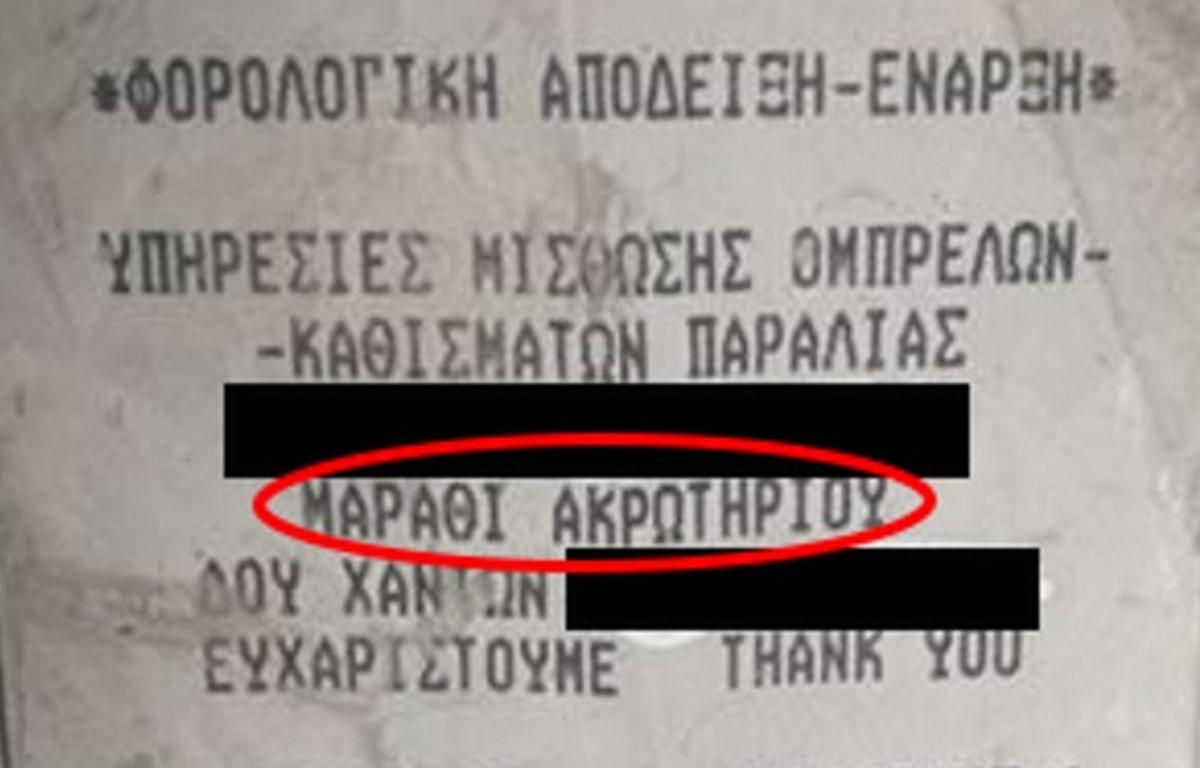 *ΦΟΡΟΛΟΓΙΚΗ ΑΠΟΔΕΙΞΗ-ΕΝΑΡΞΗ*
ΥΠΗΡΕΣΙΕΣ ΜΙΣΘΩΣΗΣ ΟΜΠΡΕΛΩΝ-
-ΚΑΘΙΣΜΑΤΩΝ ΠΑΡΑΛΙΑΣ
ΜΑΡΑΘΙ ΑΚΡΩΤΗΡΙΟΥ
ΔΟΥ ΧΑΝΙΩΝ
ΕΥΧΑΡΙΣΤΟΥΜΕ THANK YOU